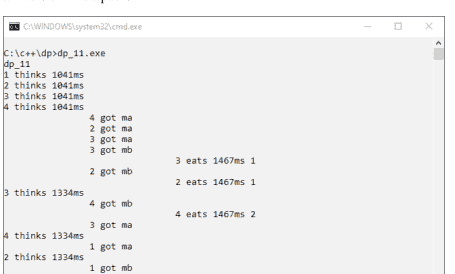 C:\WINDOWS\system32\cmd.exe
C:\c++\dp>dp_11.exe
dp_11
1 thinks 1041ms
2 thinks 1041ms
3 thinks 1041ms
4 thinks 1041ms
4 got ma
2 got ma
3 got ma
3 got mb
3 eats 1467ms 1
2 got mb
2 eats 1467ms 1
3 thinks 1334ms
4 got mb
4 eats 1467ms 2
3 got ma
4 thinks 1334ms
1 got ma
2 thinks 1334ms
1 got mb